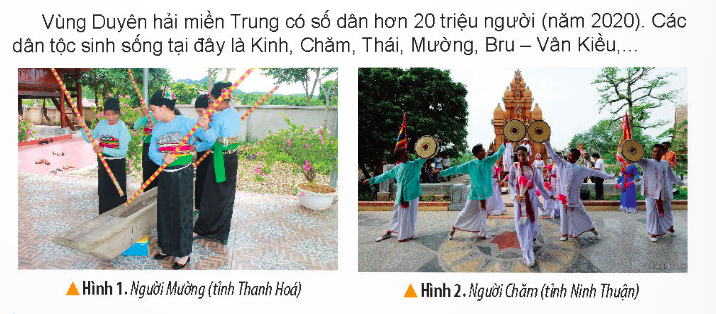 Vùng Duyên hải miền Trung có số dân hơn 20 triệu người (năm 2020). Các
dân tộc sinh sống tại đây là Kinh, Chăm, Thái, Mường, Bru – Vân Kiều,...
Hình 1. Người Mường (tỉnh Thanh Hoá)
Hình 2. Người Chăm (tỉnh Ninh Thuận)